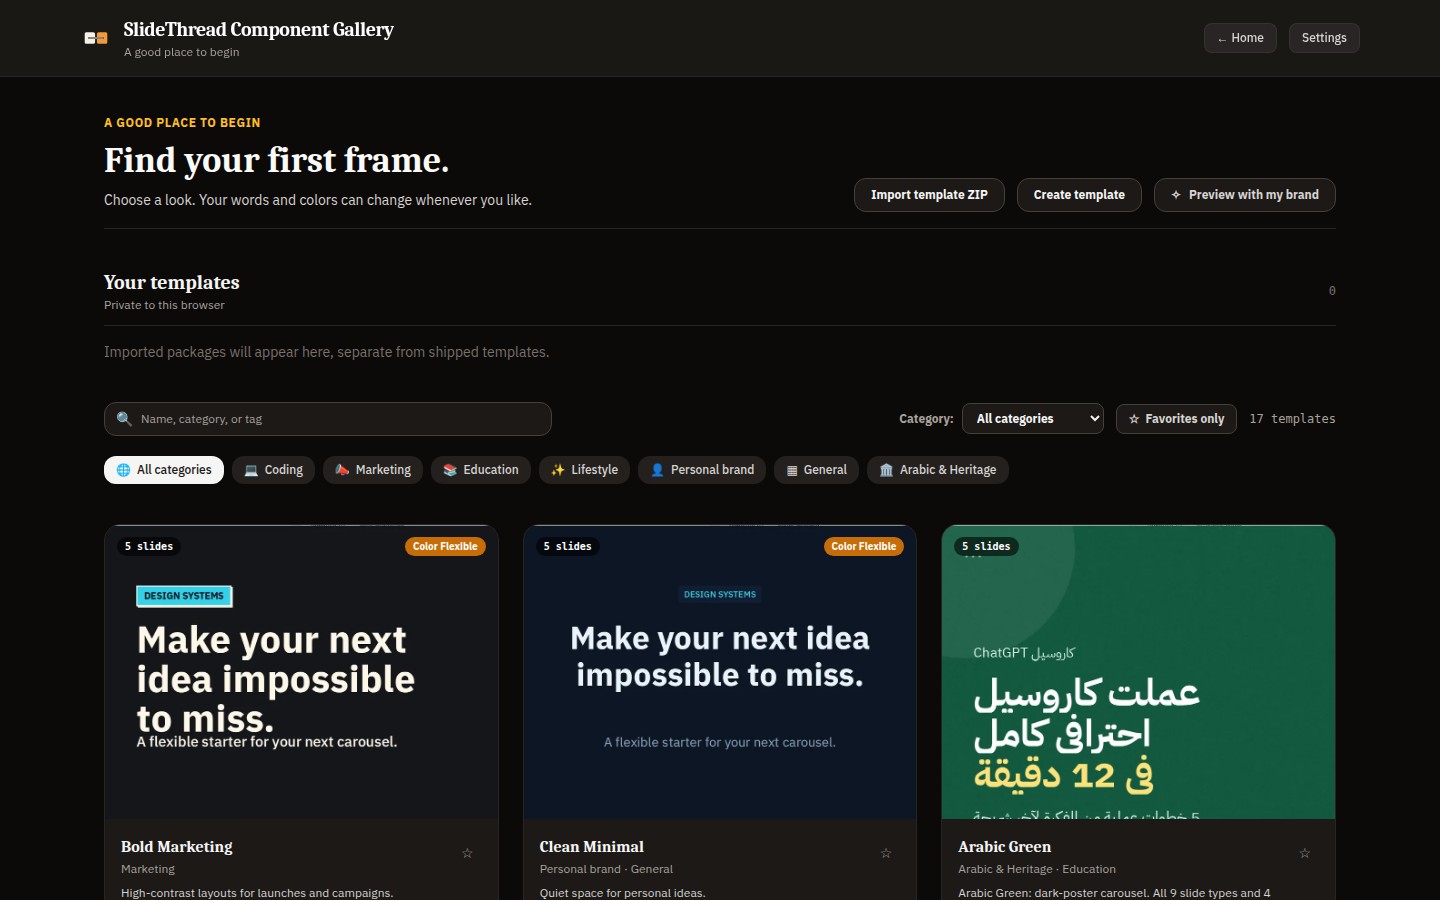 SlideThread Component Gallery
A good place to begin
← Home
Settings
A GOOD PLACE TO BEGIN
Find your first frame.
Choose a look. Your words and colors can change whenever you like.
Import template ZIP
Create template
✧ Preview with my brand
Your templates
Private to this browser
0
Imported packages will appear here, separate from shipped templates.
Name, category, or tag
Category:
All categories
☆ Favorites only
17 templates
All categories
Coding
Marketing
Education
Lifestyle
Personal brand
General
Arabic & Heritage
5 slides
Color Flexible
DESIGN SYSTEMS
Make your next
idea impossible
to miss.
A flexible starter for your next carousel.
Bold Marketing
☆
Marketing
High-contrast layouts for launches and campaigns.
5 slides
Color Flexible
DESIGN SYSTEMS
Make your next idea
impossible to miss.
A flexible starter for your next carousel.
Clean Minimal
☆
Personal brand · General
Quiet space for personal ideas.
5 slides
كاروسيل ChatGPT
عملت كاروسيل
احترافي كامل
في 12 دقيقة
5 خطوات عملية من الفكرة لآخر شريحة
Arabic Green
☆
Arabic & Heritage · Education
Arabic Green: dark-poster carousel. All 9 slide types and 4